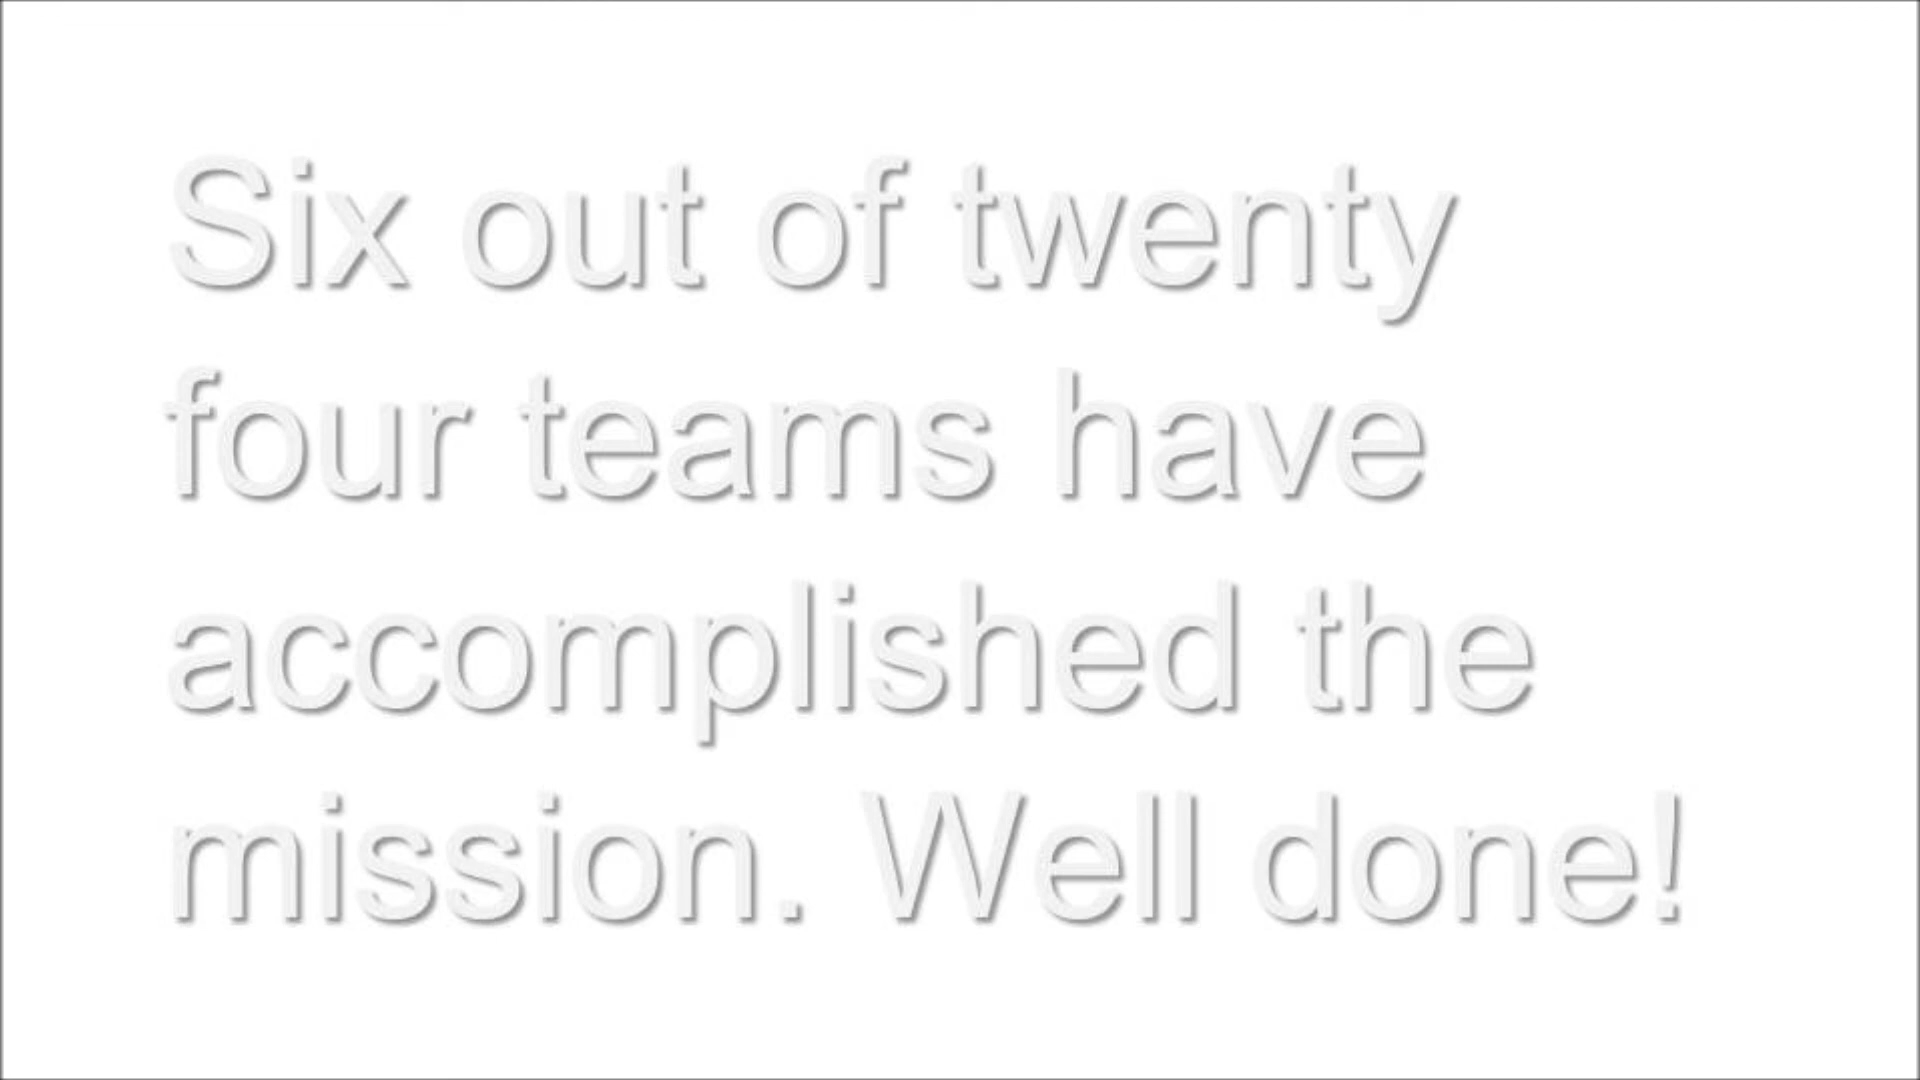 Six out of twenty
four teams have
accomplished the
mission. Well done!